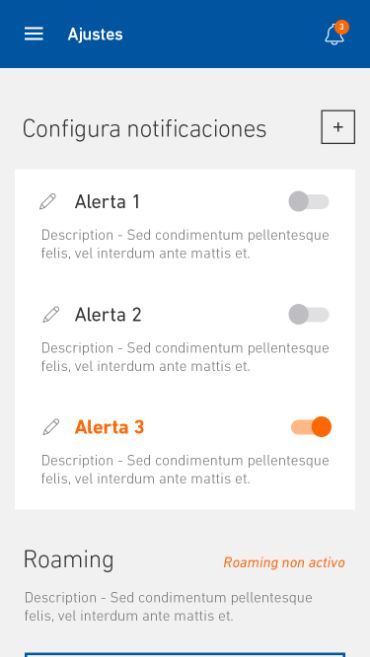 Ajustes
3
Configura notificaciones
+
Alerta 1
Description - Sed condimentum pellentesque
felis, vel interdum ante mattis et.
Alerta 2
Description - Sed condimentum pellentesque
felis, vel interdum ante mattis et.
Alerta 3
Description - Sed condimentum pellentesque
felis, vel interdum ante mattis et.
Roaming
Roaming non activo
Description - Sed condimentum pellentesque
felis, vel interdum ante mattis et.